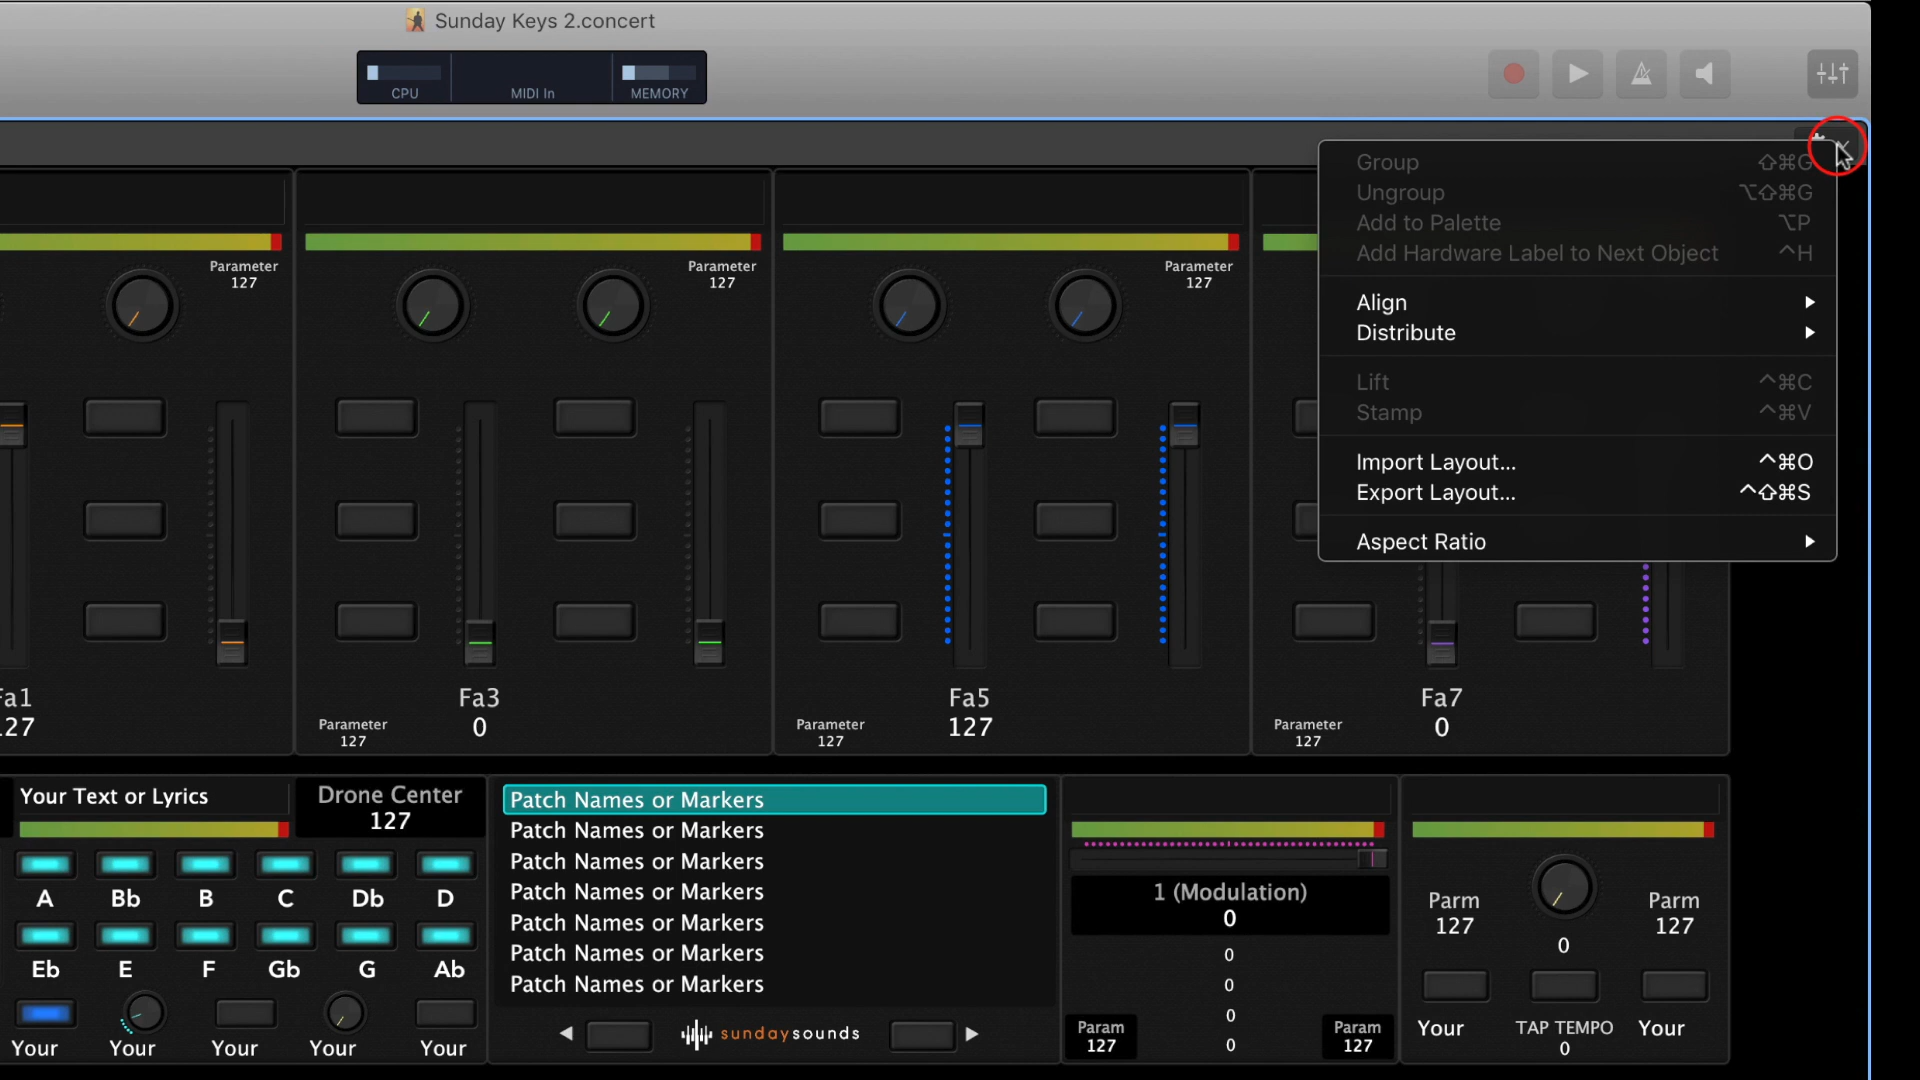 Sunday Keys 2.concert
CPU
MIDI In
MEMORY
Group ⇧⌘G
Ungroup ⌥⇧⌘G
Add to Palette ⌥P
Add Hardware Label to Next Object ^H
Align
Distribute
Lift ^⌘C
Stamp ^⌘V
Import Layout... ^⌘O
Export Layout... ^⇧⌘S
Aspect Ratio
Parameter
127
Parameter
127
Parameter
127
Fa1
127
Fa3
0
Parameter
127
Fa5
127
Parameter
127
Fa7
0
Parameter
127
Your Text or Lyrics
Drone Center
127
A Bb B C Db D
Eb E F Gb G Ab
Your Your Your Your Your
Patch Names or Markers
Patch Names or Markers
Patch Names or Markers
Patch Names or Markers
Patch Names or Markers
Patch Names or Markers
Patch Names or Markers
sundaysounds
1 (Modulation)
0
0
0
0
0
Param
127
Param
127
Parm
127
0
Parm
127
Your
TAP TEMPO
0
Your